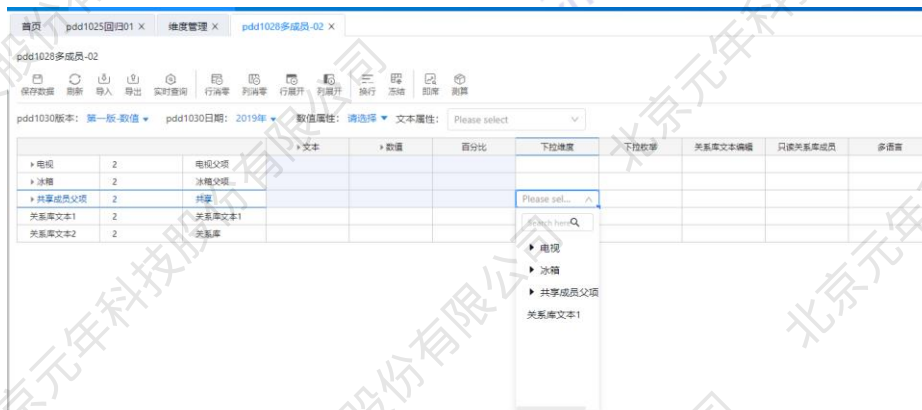 首页 pdd1025回归01 × 维度管理 × pdd1028多成员-02 ×
pdd1028多成员-02
保存数据 刷新 导入 导出 实时查询 行消零 列消零 行展开 列展开 换行 冻结 即席 测算
pdd1030版本: 第一版-数值 pdd1030日期: 2019年 数值属性: 请选择 文本属性: Please select
文本 数值 百分比 下拉维度 下拉枚举 关系库文本编辑 只读关系库成员 多语言
电视 2 电视父项
冰箱 2 冰箱父项
共享成员父项 2 共享 Please sel...
关系库文本1 2 关系库文本1
关系库文本2 2 关系库
Search here
电视
冰箱
共享成员父项
关系库文本1
北京元年科技股份有限公司